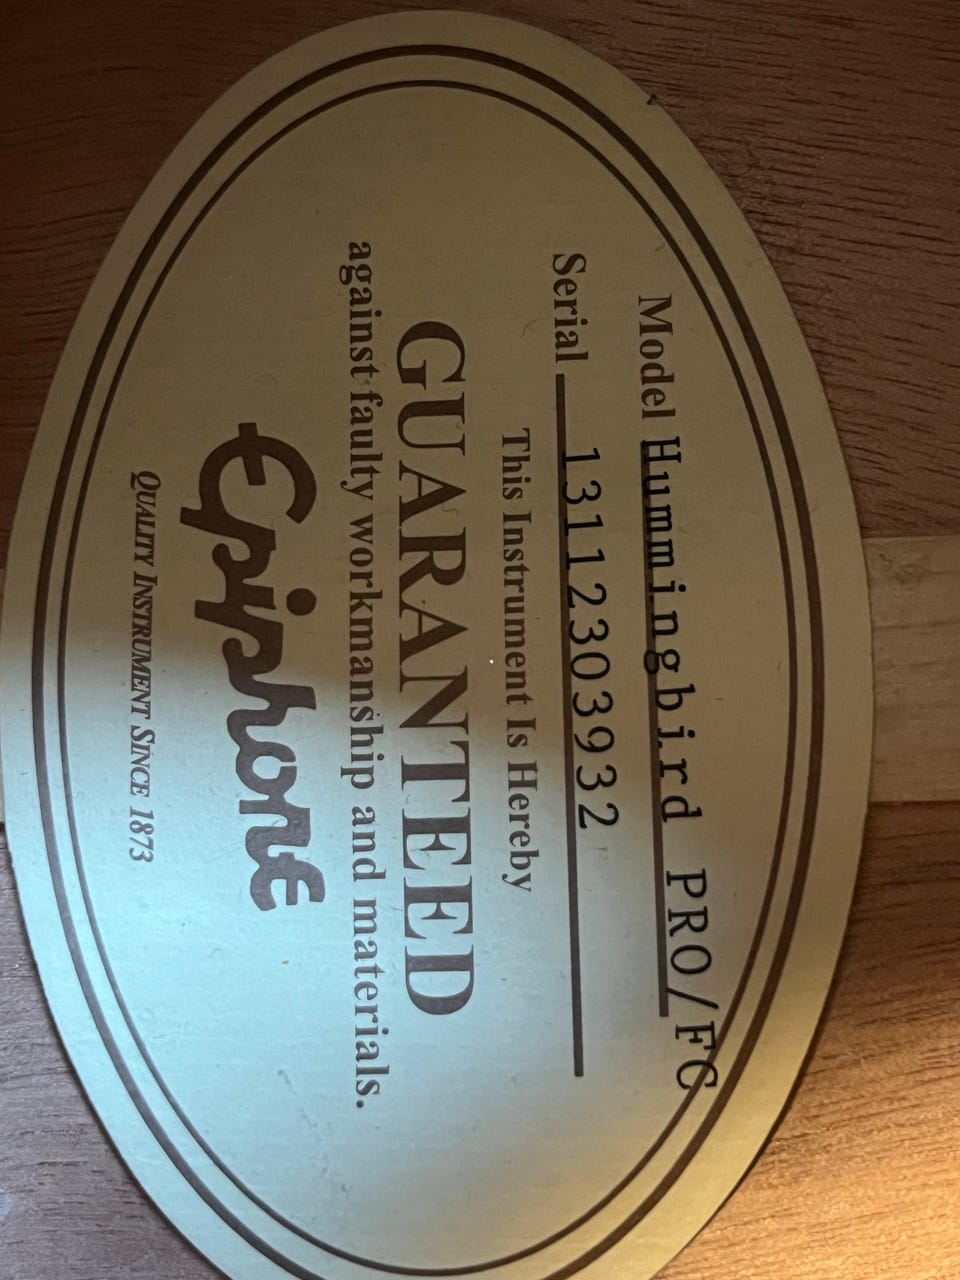 Model Hummingbird PRO/FC
Serial 13112303932
This Instrument Is Hereby
GUARANTEED
against faulty workmanship and materials.
Epiphone
QUALITY INSTRUMENT SINCE 1873